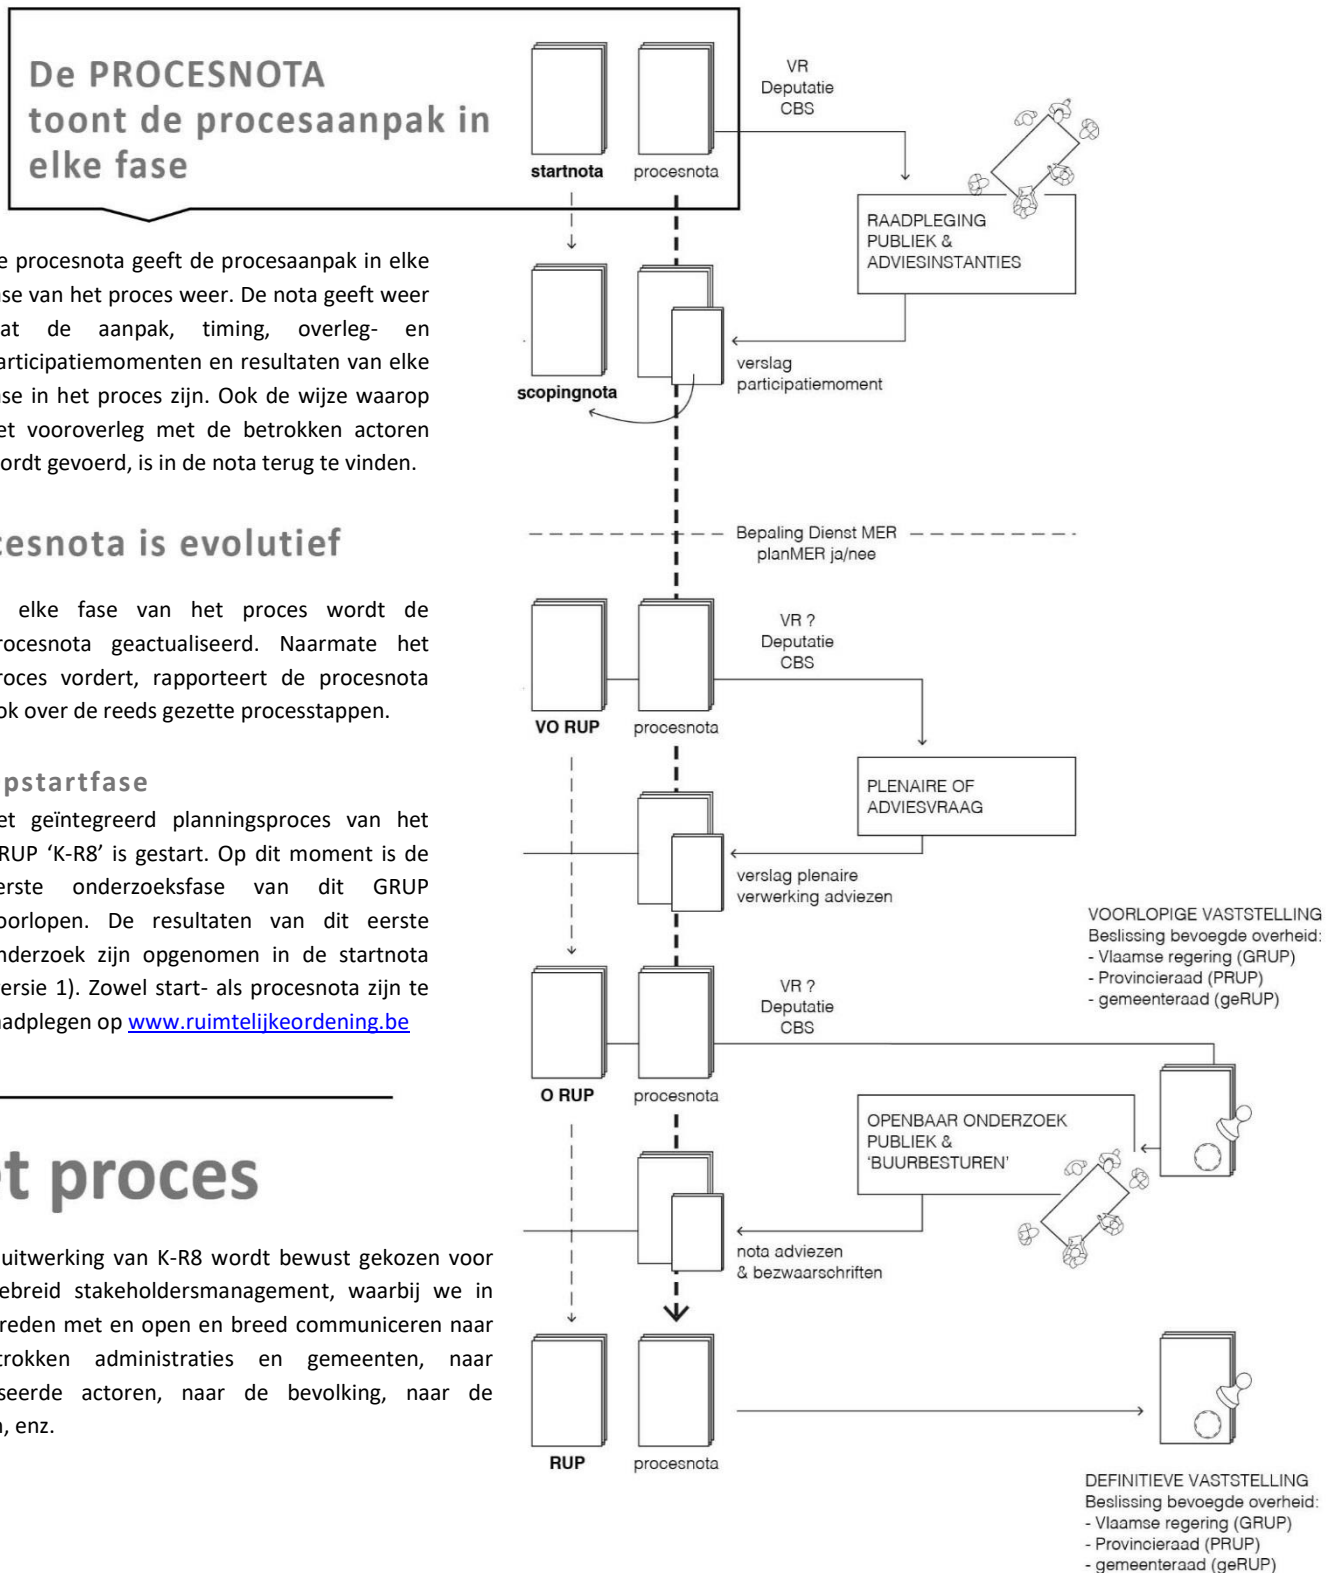 De PROCESNOTA
toont de procesaanpak in
elke fase
e procesnota geeft de procesaanpak in elke
ase van het proces weer. De nota geeft weer
at de aanpak, timing, overleg- en
articipatiemomenten en resultaten van elke
ase in het proces zijn. Ook de wijze waarop
et vooroverleg met de betrokken actoren
ordt gevoerd, is in de nota terug te vinden.
cesnota is evolutief
elke fase van het proces wordt de
rocesnota geactualiseerd. Naarmate het
roces vordert, rapporteert de procesnota
ok over de reeds gezette processtappen.
pstartfase
et geïntegreerd planningsproces van het
RUP ‘K-R8’ is gestart. Op dit moment is de
erste onderzoeksfase van dit GRUP
oorlopen. De resultaten van dit eerste
nderzoek zijn opgenomen in de startnota
ersie 1). Zowel start- als procesnota zijn te
aadplegen op www.ruimtelijkeordening.be
et proces
uitwerking van K-R8 wordt bewust gekozen voor
ebreid stakeholdersmanagement, waarbij we in
reden met en open en breed communiceren naar
trokken administraties en gemeenten, naar
seerde actoren, naar de bevolking, naar de
, enz.
startnota
procesnota
VR
Deputatie
CBS
RAADPLEGING
PUBLIEK &
ADVIESINSTANTIES
verslag
participatiemoment
scopingnota
Bepaling Dienst MER
planMER ja/nee
VR ?
Deputatie
CBS
VO RUP
procesnota
PLENAIRE OF
ADVIESVRAAG
verslag plenaire
verwerking adviezen
VOORLOPIGE VASTSTELLING
Beslissing bevoegde overheid:
- Vlaamse regering (GRUP)
- Provincieraad (PRUP)
- gemeenteraad (geRUP)
VR ?
Deputatie
CBS
O RUP
procesnota
OPENBAAR ONDERZOEK
PUBLIEK &
‘BUURBESTUREN’
nota adviezen
& bezwaarschriften
RUP
procesnota
DEFINITIEVE VASTSTELLING
Beslissing bevoegde overheid:
- Vlaamse regering (GRUP)
- Provincieraad (PRUP)
- gemeenteraad (geRUP)